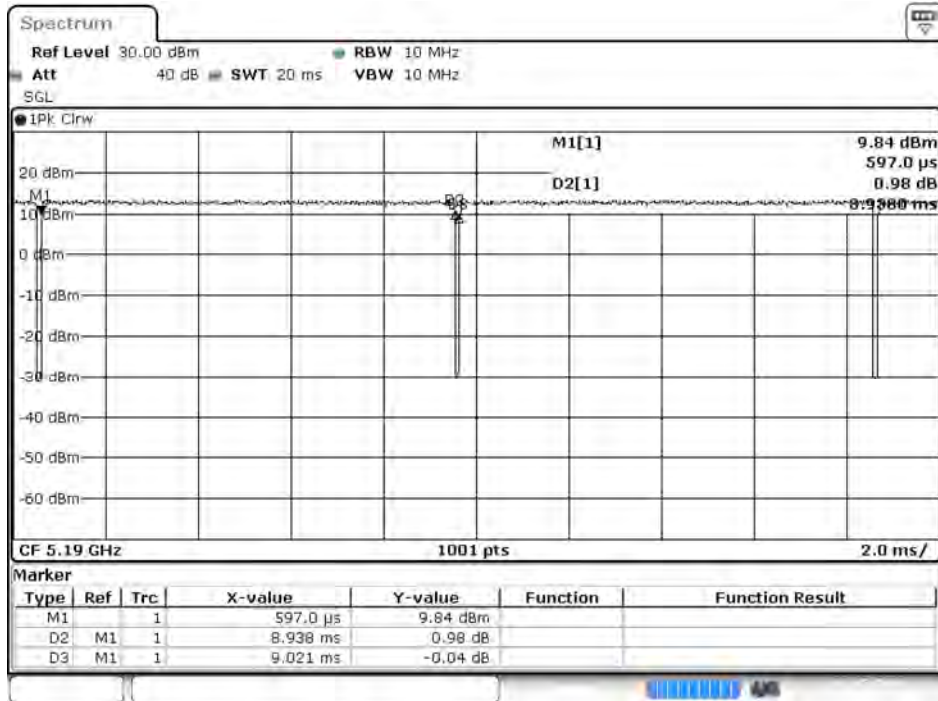 Spectrum
Ref Level 30.00 dBm RBW 10 MHz
Att 40 dB SWT 20 ms VBW 10 MHz
SGL
1Pk Clrw
M1[1] 9.84 dBm
597.0 µs
20 dBm
D2[1] 0.98 dB
M1
8.9380 ms
10 dBm
0 dBm
-10 dBm
-20 dBm
-30 dBm
-40 dBm
-50 dBm
-60 dBm
CF 5.19 GHz 1001 pts 2.0 ms/
Marker
Type Ref Trc X-value Y-value Function Function Result
M1 1 597.0 µs 9.84 dBm
D2 M1 1 8.938 ms 0.98 dB
D3 M1 1 9.021 ms -0.04 dB